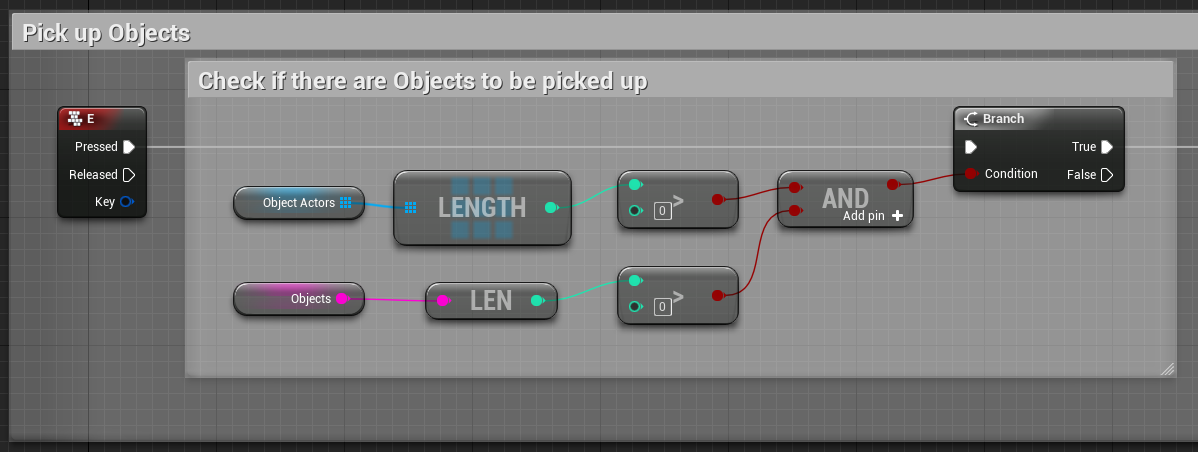 Pick up Objects
Check if there are Objects to be picked up
E
Pressed
Released
Key
Object Actors
LENGTH
0 >
AND
Add pin
Objects
LEN
0 >
Branch
True
Condition
False